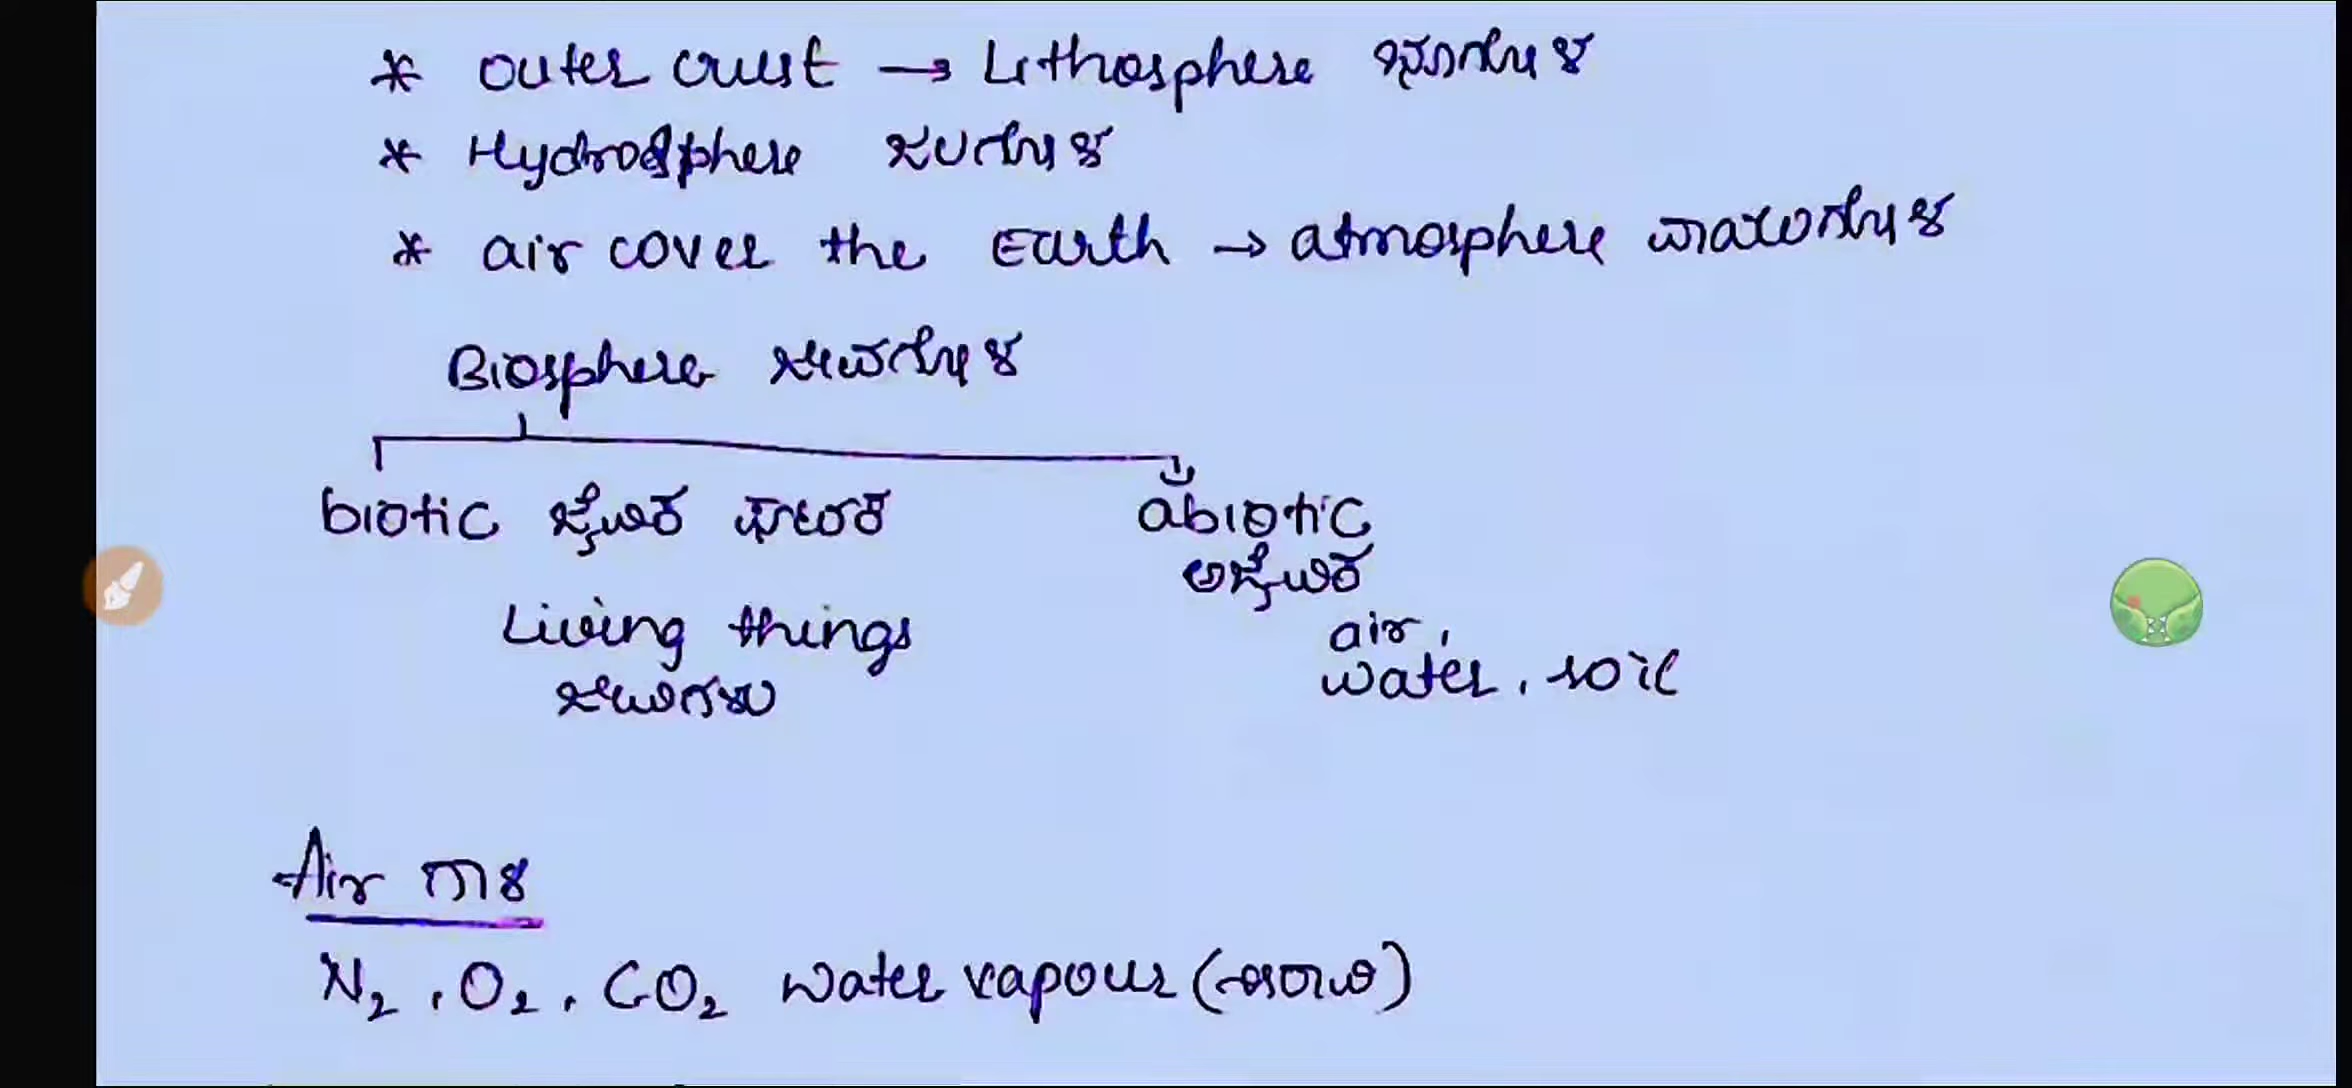 * outer crust → Lithosphere ಭೂಗೋಳ
* Hydrosphere ಜಲಗೋಳ
* air cover the Earth → atmosphere ವಾಯುಗೋಳ
Biosphere ಜೀವಗೋಳ
biotic ಜೈವಿಕ ಘಟಕ
abiotic
ಅಜೈವಿಕ
Living things
ಜೀವಿಗಳು
air,
water, soil
Air ಗಾಳಿ
N₂, O₂, CO₂ water vapour (ನೀರಾವಿ)